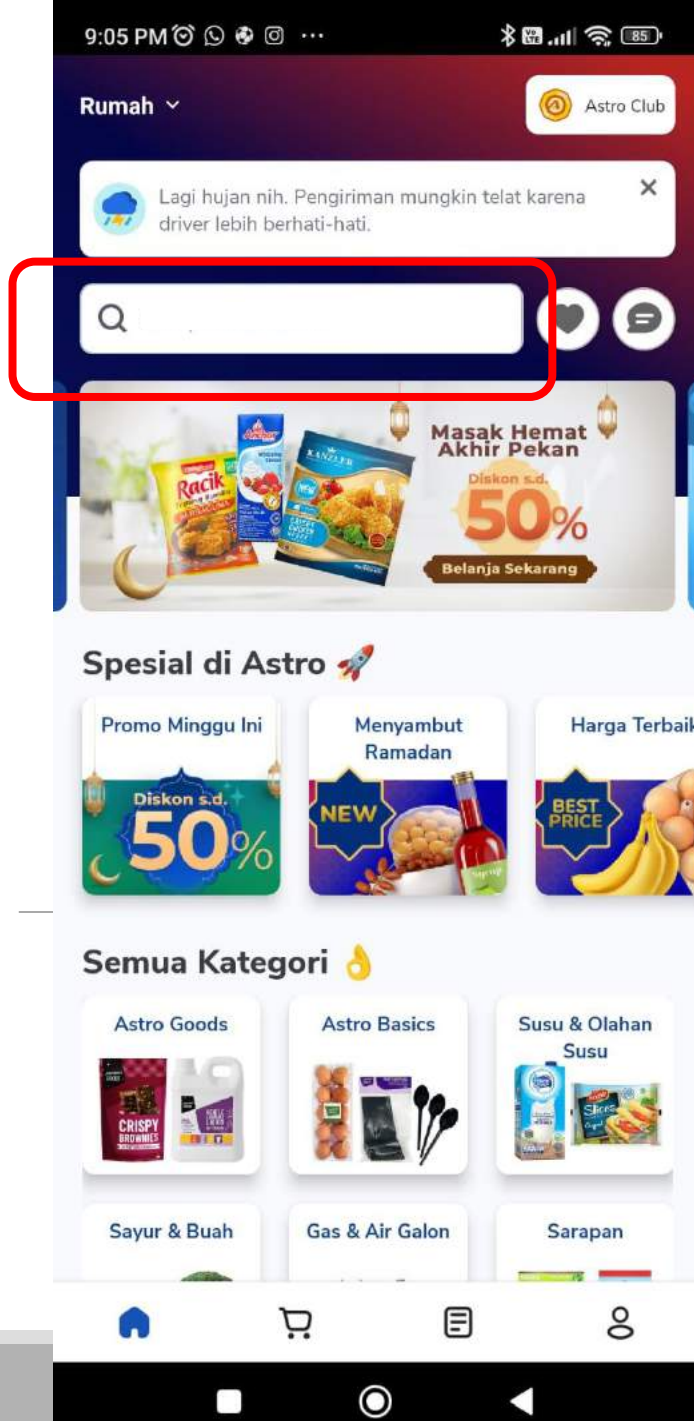 9:05 PM
85
Rumah
Astro Club
Lagi hujan nih. Pengiriman mungkin telat karena
driver lebih berhati-hati.
Masak Hemat
Akhir Pekan
Diskon s.d.
50%
Belanja Sekarang
Racik
Anchor
KANZLER
Spesial di Astro
Promo Minggu Ini
Diskon s.d.
50%
Menyambut
Ramadan
NEW
Syrup
Harga Terbaik
BEST
PRICE
Semua Kategori
Astro Goods
CRISPY
BROWNIES
Astro Basics
Susu & Olahan
Susu
Slices
Sayur & Buah
Gas & Air Galon
Sarapan